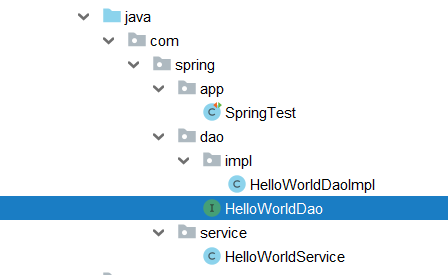 java
com
spring
app
SpringTest
dao
impl
HelloWorldDaoImpl
HelloWorldDao
service
HelloWorldService